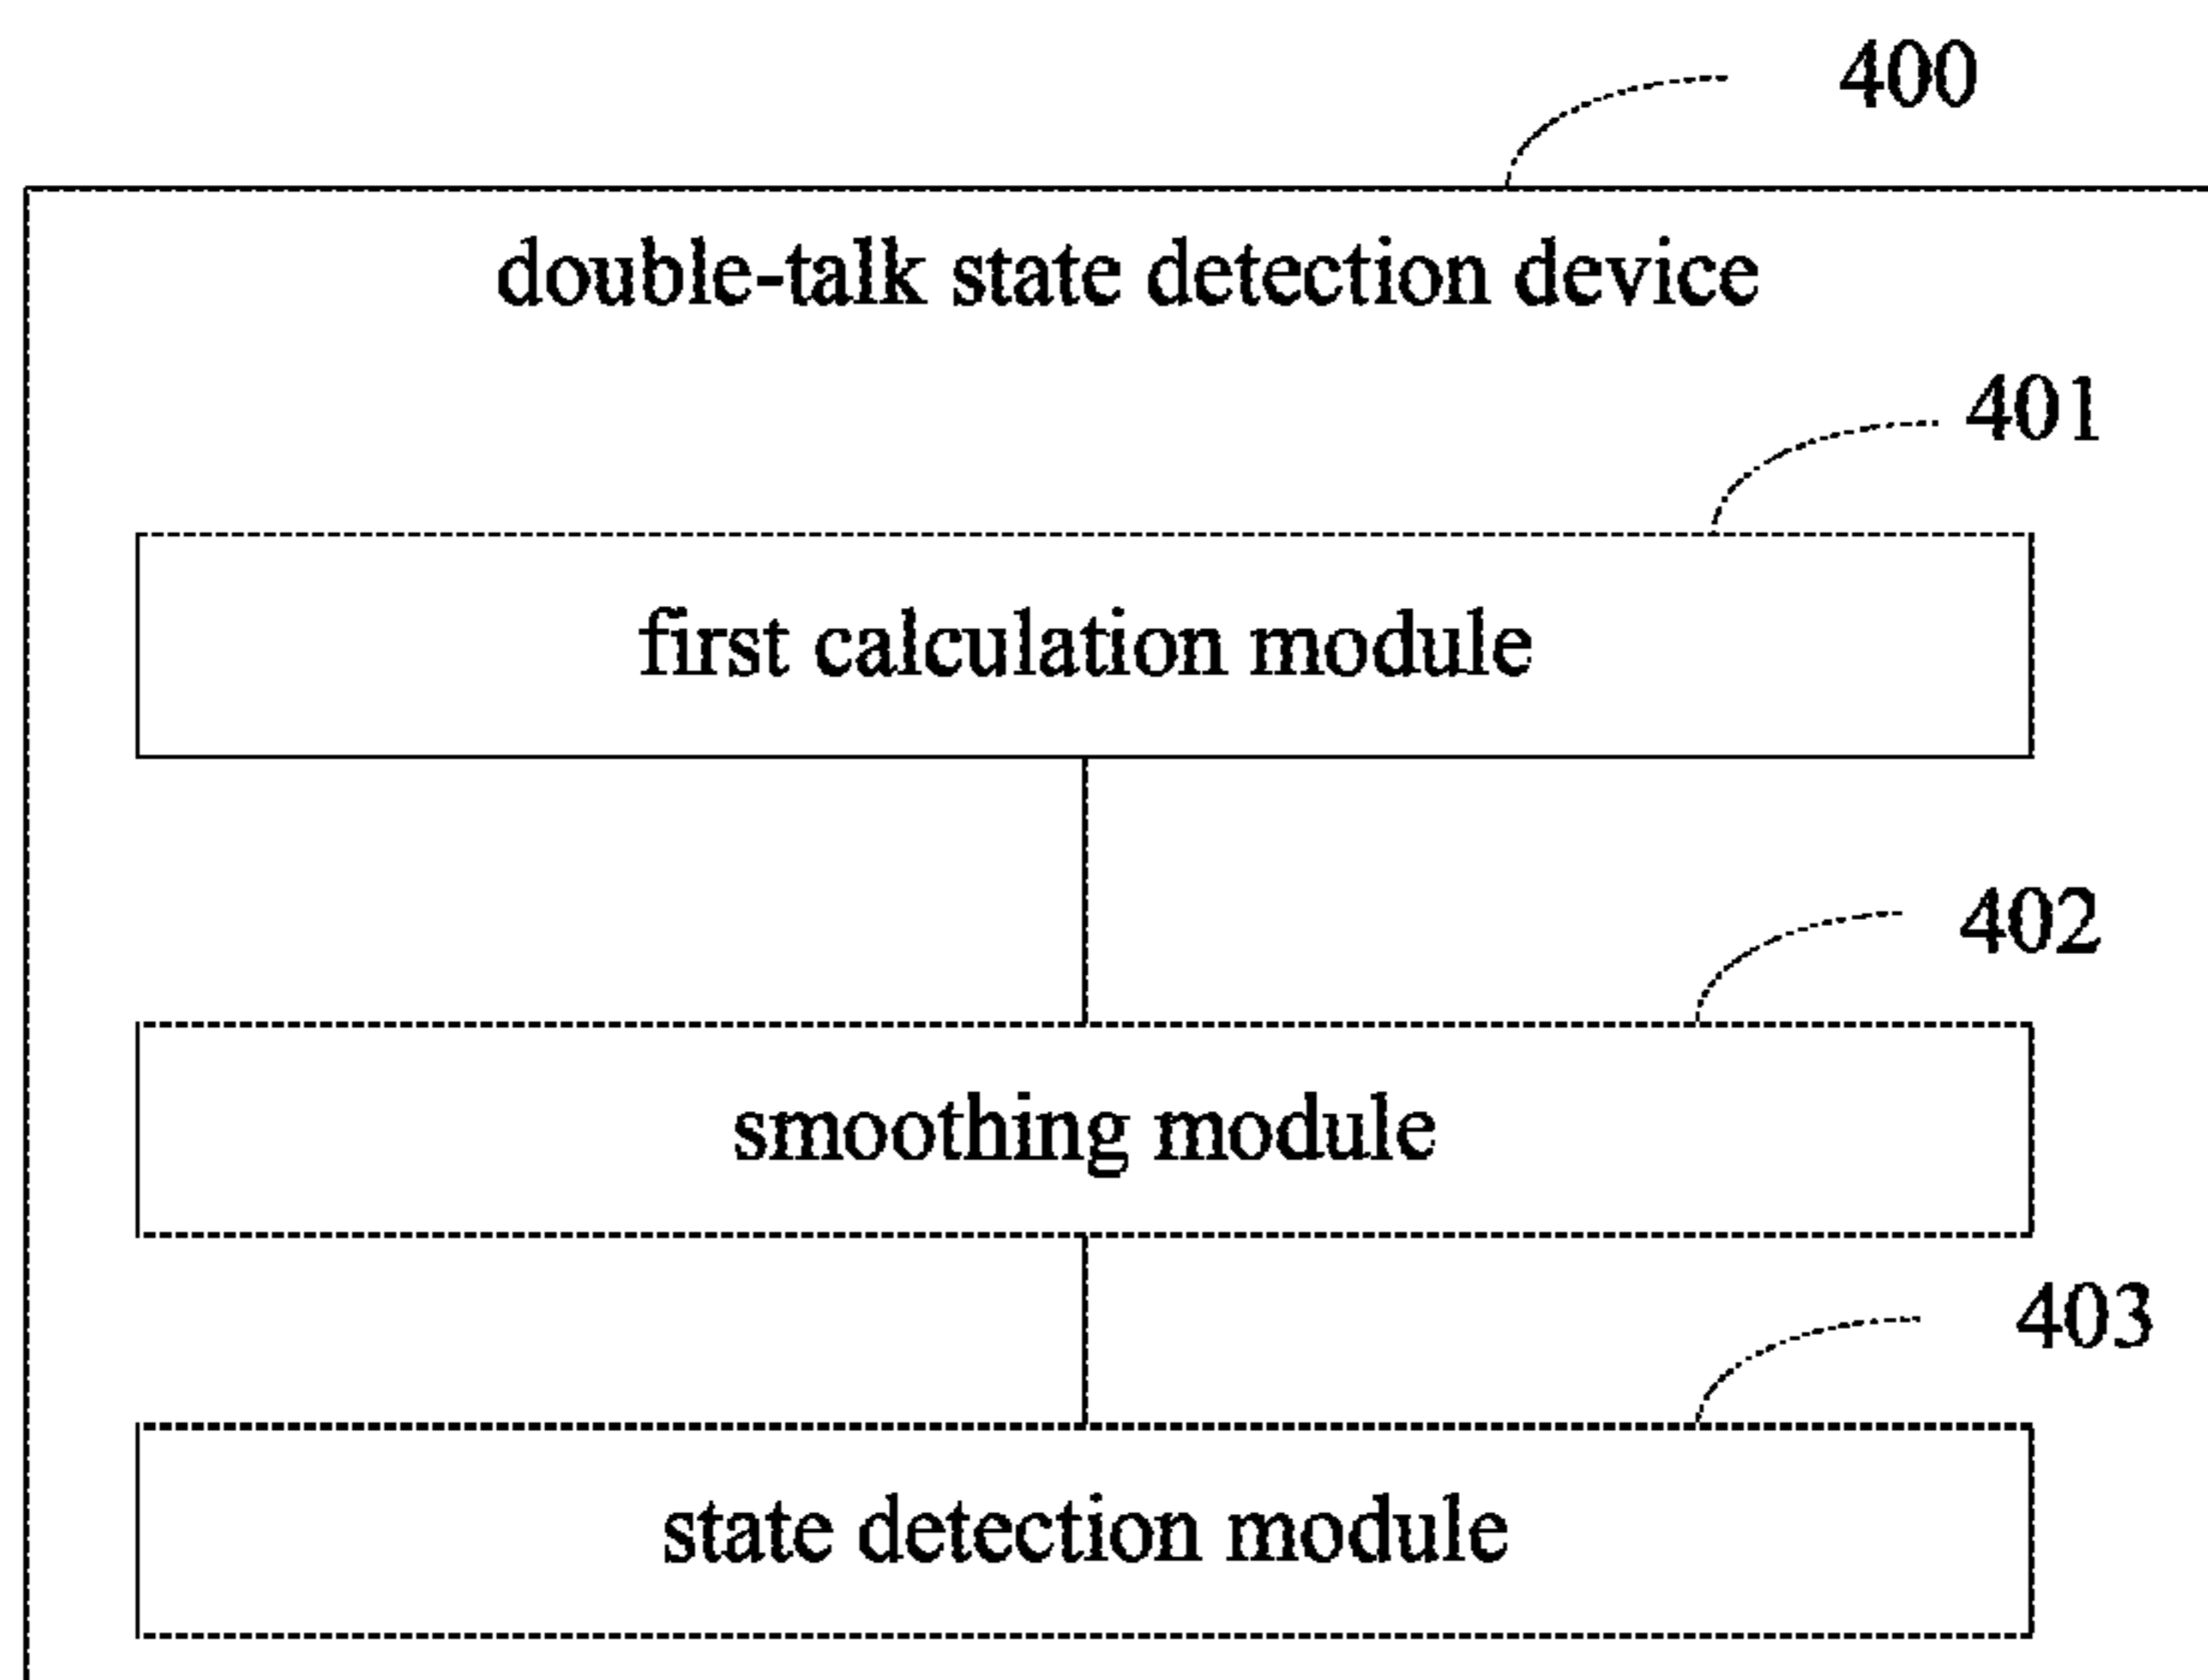 400
double-talk state detection device
401
first calculation module
402
smoothing module
403
state detection module